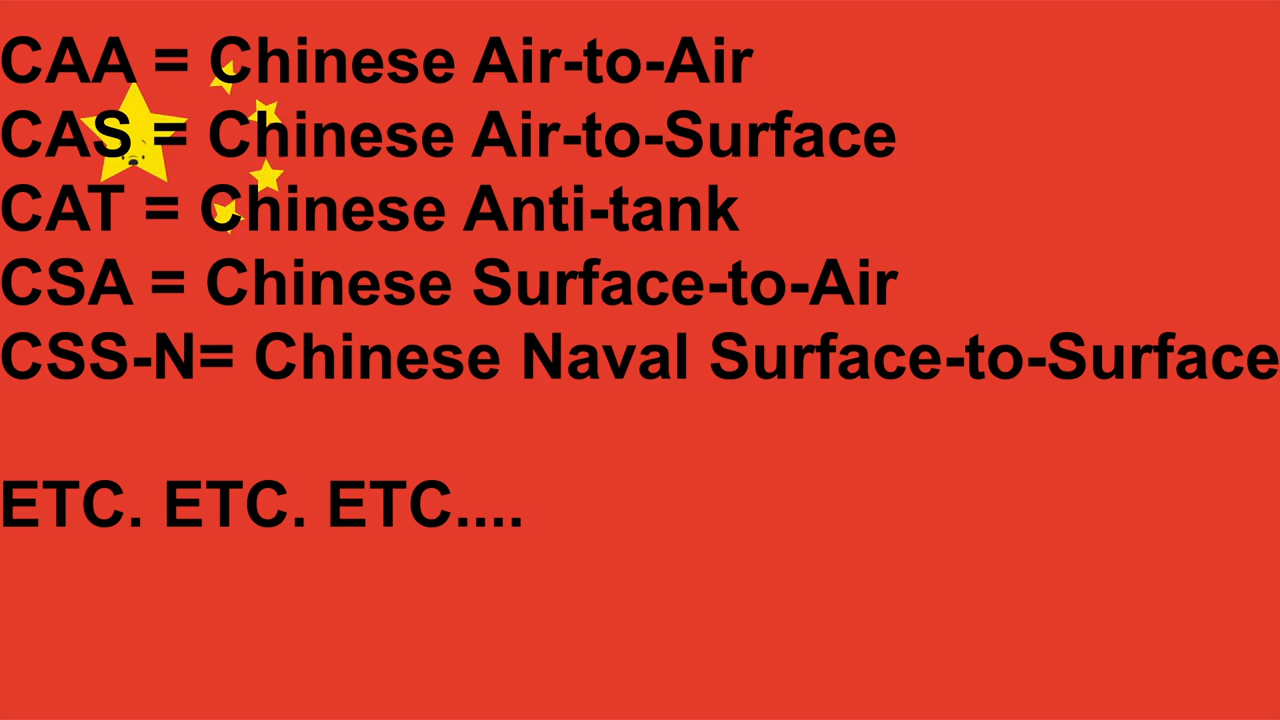 CAA = Chinese Air-to-Air
CAS = Chinese Air-to-Surface
CAT = Chinese Anti-tank
CSA = Chinese Surface-to-Air
CSS-N= Chinese Naval Surface-to-Surface
ETC. ETC. ETC....